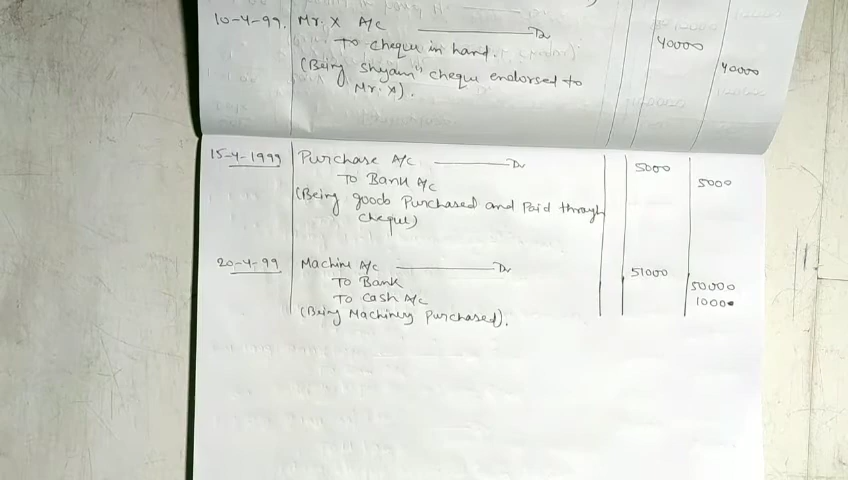 10-4-99. Mr. X A/c Dr 40000
To cheque in hand. 40000
(Being Shyam" cheque endorsed to
Mr. X).
15-4-1999 Purchase A/c Dr 5000
To Bank A/c 5000
(Being goods Purchased and Paid through
cheque)
20-4-99 Machine A/c Dr 51000
To Bank 50000
To Cash A/c 1000
(Being Machinery Purchased).